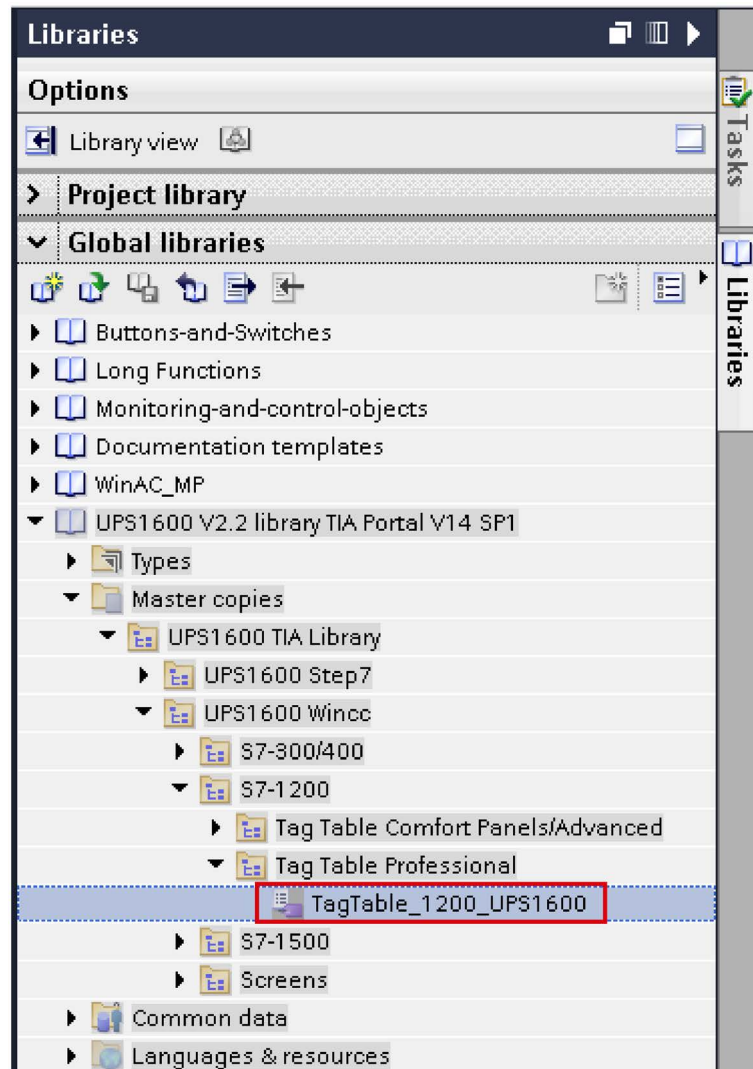 Libraries
Options
Library view
Project library
Global libraries
Buttons-and-Switches
Long Functions
Monitoring-and-control-objects
Documentation templates
WinAC_MP
UPS1600 V2.2 library TIA Portal V14 SP1
Types
Master copies
UPS1600 TIA Library
UPS1600 Step7
UPS1600 Wincc
S7-300/400
S7-1200
Tag Table Comfort Panels/Advanced
Tag Table Professional
TagTable_1200_UPS1600
S7-1500
Screens
Common data
Languages & resources
Tasks
Libraries